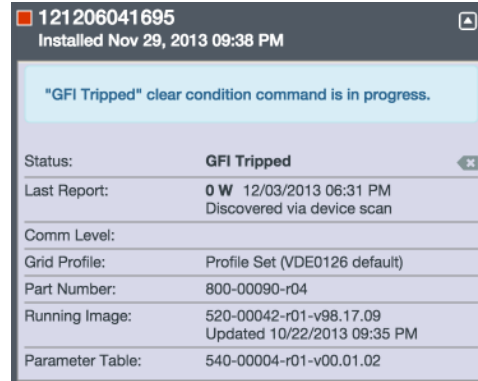 121206041695
Installed Nov 29, 2013 09:38 PM
"GFI Tripped" clear condition command is in progress.
Status: GFI Tripped
Last Report: 0 W 12/03/2013 06:31 PM
Discovered via device scan
Comm Level:
Grid Profile: Profile Set (VDE0126 default)
Part Number: 800-00090-r04
Running Image: 520-00042-r01-v98.17.09
Updated 10/22/2013 09:35 PM
Parameter Table: 540-00004-r01-v00.01.02